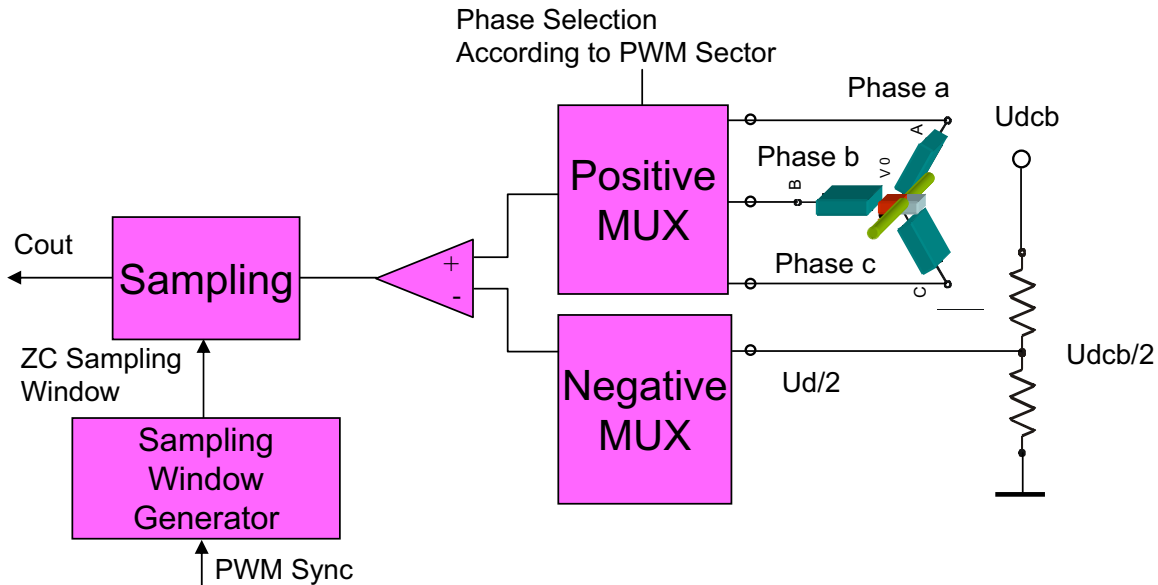 Phase Selection
According to PWM Sector
Phase a
Udcb
A
Phase b
V 0
B
Positive
MUX
Cout
Sampling
+
-
Phase c
C
ZC Sampling
Window
Udcb/2
Ud/2
Negative
MUX
Sampling
Window
Generator
PWM Sync